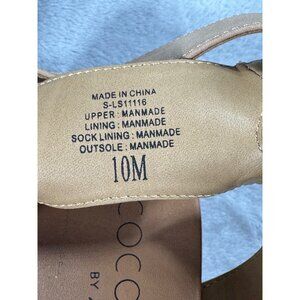 MADE IN CHINA
S-LS11116
UPPER : MANMADE
LINING : MANMADE
SOCK LINING : MANMADE
OUTSOLE : MANMADE
10M
COCO
BY